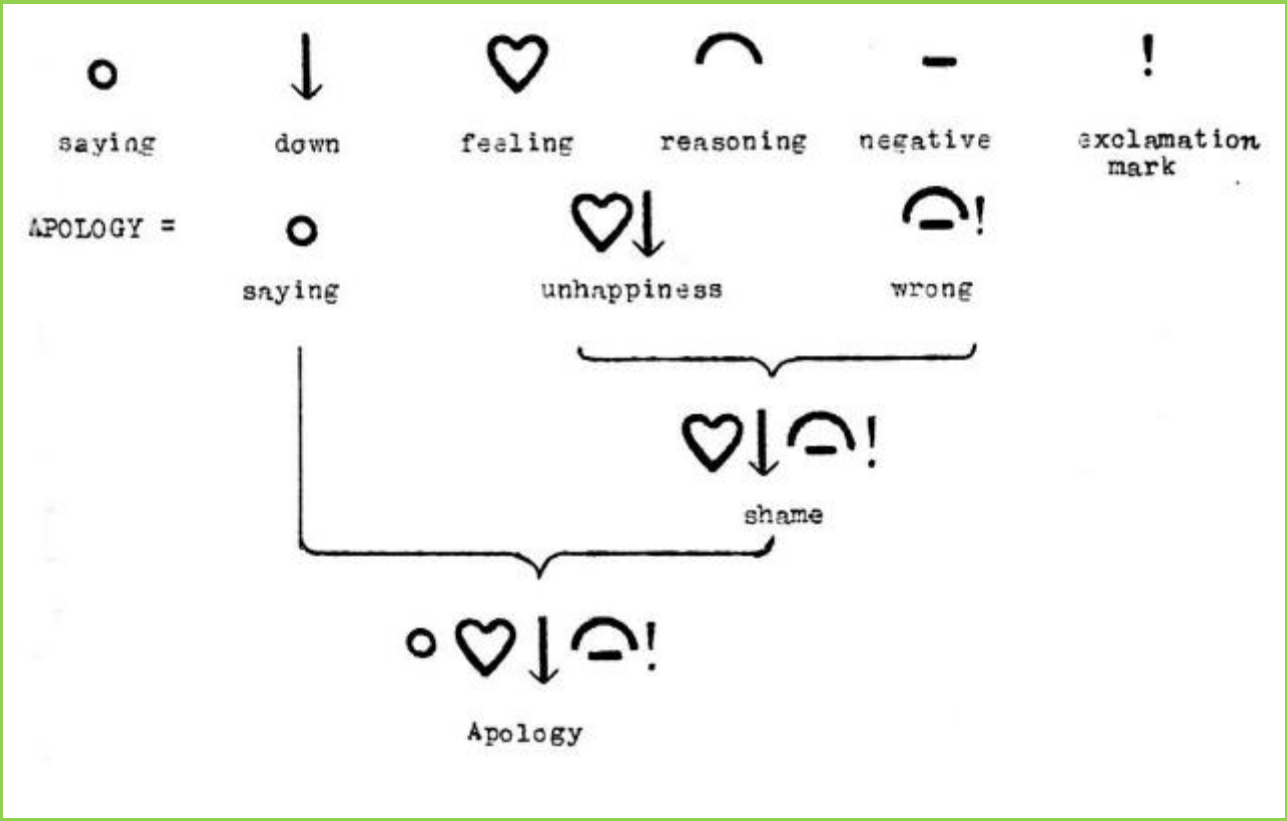 !
saying down feeling reasoning negative exclamation
mark
APOLOGY = !
saying unhappiness wrong
!
shame
!
Apology